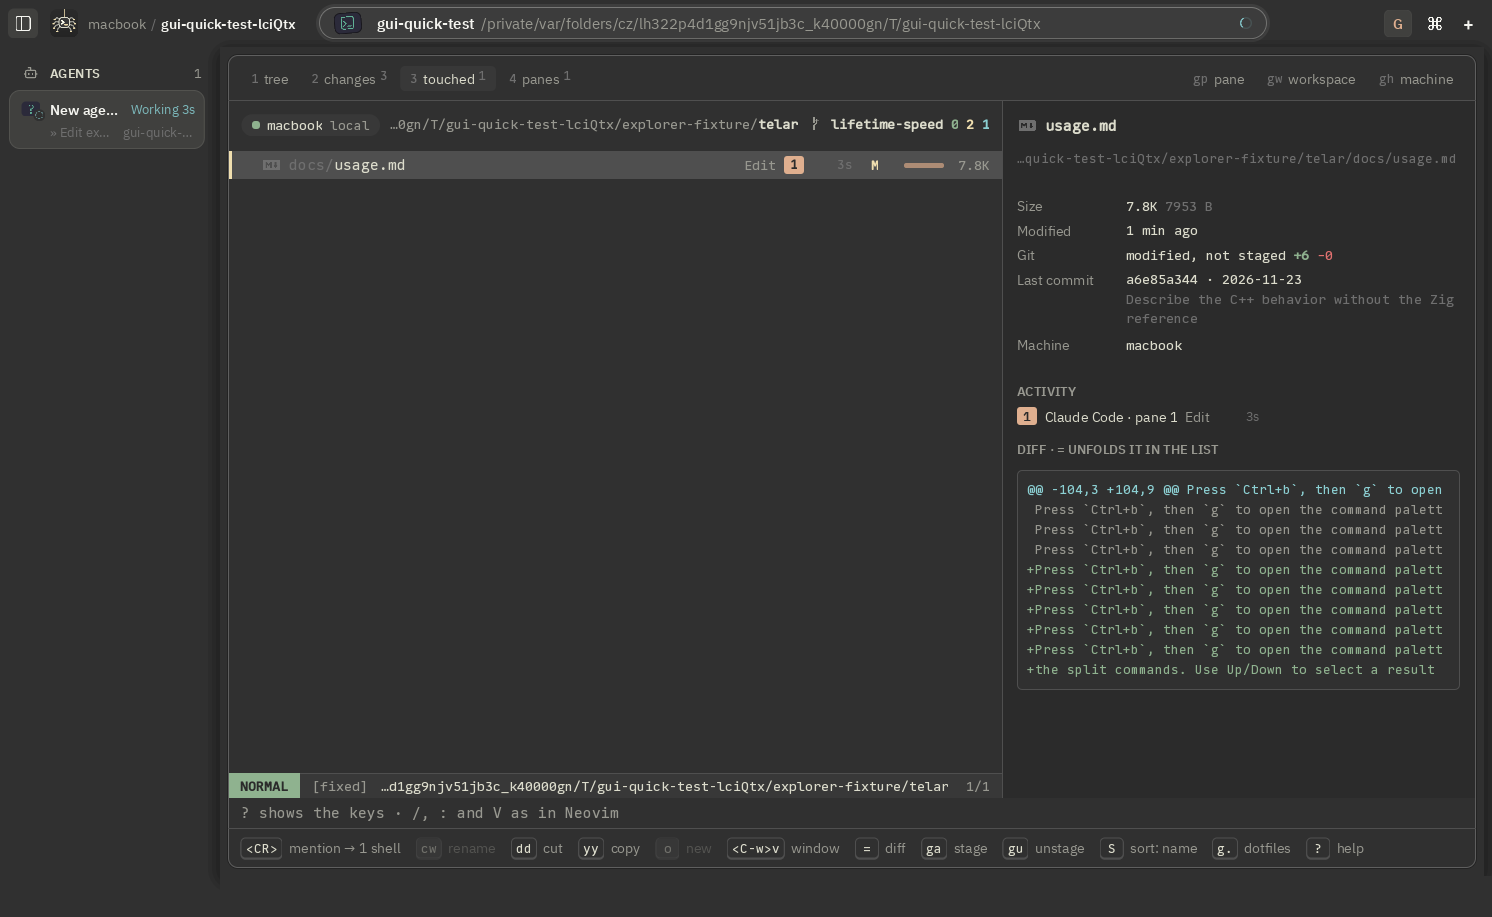 macbook / gui-quick-test-lciQtx
gui-quick-test /private/var/folders/cz/lh322p4d1gg9njv51jb3c_k40000gn/T/gui-quick-test-lciQtx
G ⌘ +
AGENTS 1
New age... Working 3s
» Edit ex... gui-quick-...
1 tree 2 changes 3 3 touched 1 4 panes 1 gp pane gw workspace gh machine
macbook local …0gn/T/gui-quick-test-lciQtx/explorer-fixture/telar lifetime-speed 0 2 1
docs/usage.md Edit 1 3s M 7.8K
usage.md
…quick-test-lciQtx/explorer-fixture/telar/docs/usage.md
Size 7.8K 7953 B
Modified 1 min ago
Git modified, not staged +6 -0
Last commit a6e85a344 · 2026-11-23
Describe the C++ behavior without the Zig
reference
Machine macbook
ACTIVITY
1 Claude Code · pane 1 Edit 3s
DIFF · = UNFOLDS IT IN THE LIST
@@ -104,3 +104,9 @@ Press `Ctrl+b`, then `g` to open
Press `Ctrl+b`, then `g` to open the command palett
Press `Ctrl+b`, then `g` to open the command palett
Press `Ctrl+b`, then `g` to open the command palett
+Press `Ctrl+b`, then `g` to open the command palett
+Press `Ctrl+b`, then `g` to open the command palett
+Press `Ctrl+b`, then `g` to open the command palett
+Press `Ctrl+b`, then `g` to open the command palett
+Press `Ctrl+b`, then `g` to open the command palett
+the split commands. Use Up/Down to select a result
NORMAL [fixed] …d1gg9njv51jb3c_k40000gn/T/gui-quick-test-lciQtx/explorer-fixture/telar 1/1
? shows the keys · /, : and V as in Neovim
<CR> mention → 1 shell cw rename dd cut yy copy o new <C-w>v window = diff ga stage gu unstage S sort: name g. dotfiles ? help